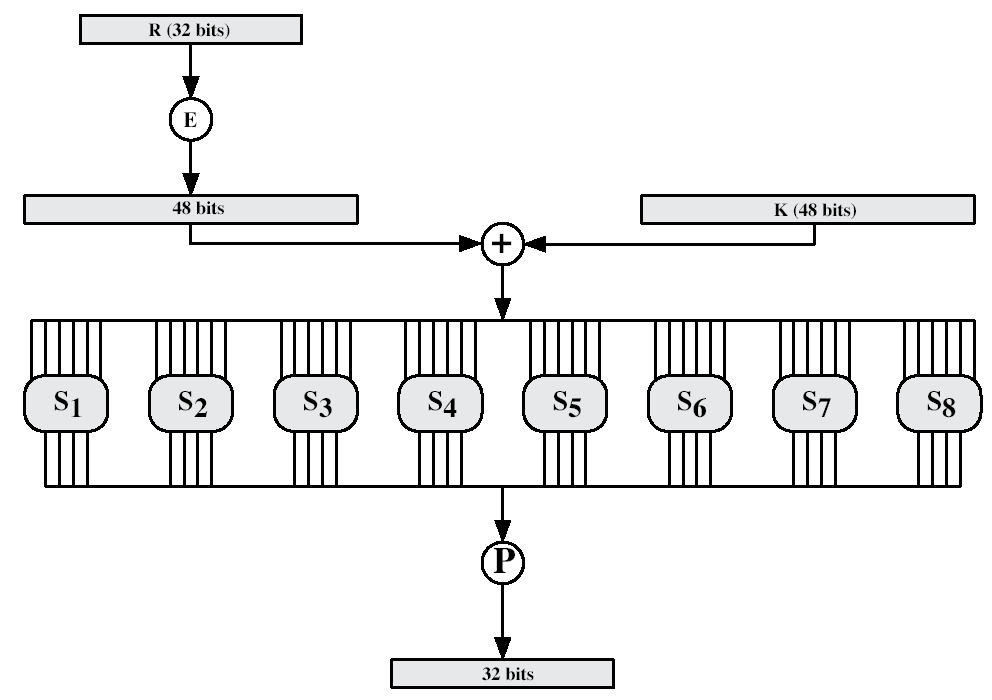 R (32 bits)
E
48 bits
K (48 bits)
+
S1 S2 S3 S4 S5 S6 S7 S8
P
32 bits